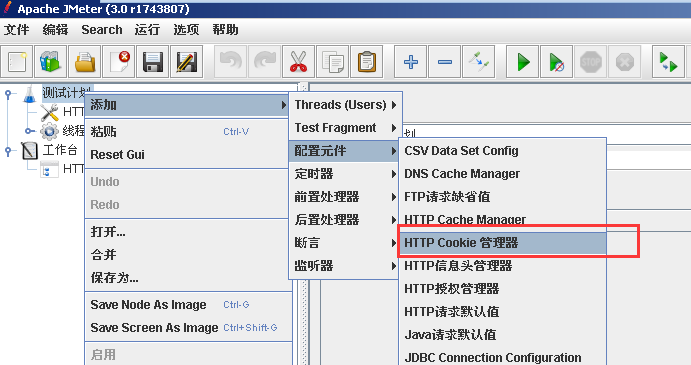 Apache JMeter (3.0 r1743807)
文件 编辑 Search 运行 选项 帮助
STOP
测试计划
HTT
线程
工作台
HTT
添加
粘贴 Ctrl-V
Reset Gui
Undo
Redo
打开...
合并
保存为...
Save Node As Image Ctrl-G
Save Screen As Image Ctrl+Shift-G
启用
Threads (Users)
Test Fragment
配置元件
定时器
前置处理器
后置处理器
断言
监听器
划
CSV Data Set Config
DNS Cache Manager
FTP请求缺省值
HTTP Cache Manager
HTTP Cookie 管理器
HTTP信息头管理器
HTTP授权管理器
HTTP请求默认值
Java请求默认值
JDBC Connection Configuration